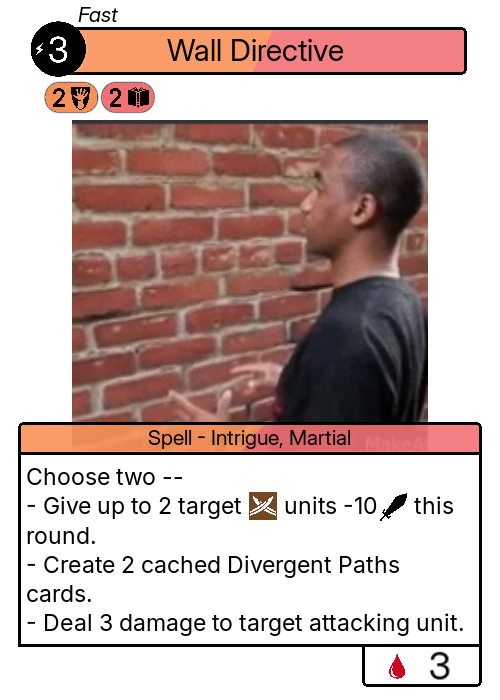 Fast
3
Wall Directive
2 2
Spell - Intrigue, Martial
Choose two --
- Give up to 2 target units -10 this
round.
- Create 2 cached Divergent Paths
cards.
- Deal 3 damage to target attacking unit.
3